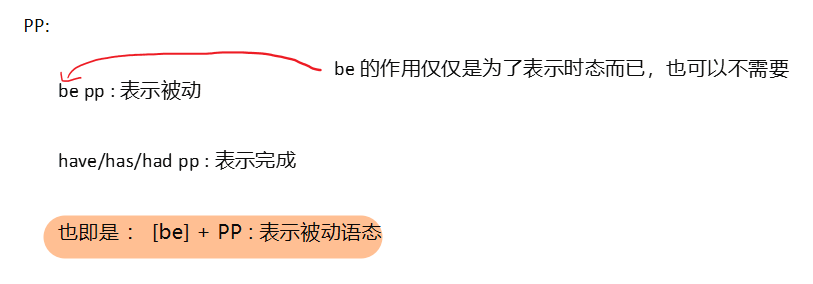 PP:
be 的作用仅仅是为了表示时态而已，也可以不需要
be pp : 表示被动
have/has/had pp : 表示完成
也即是： [be] + PP : 表示被动语态